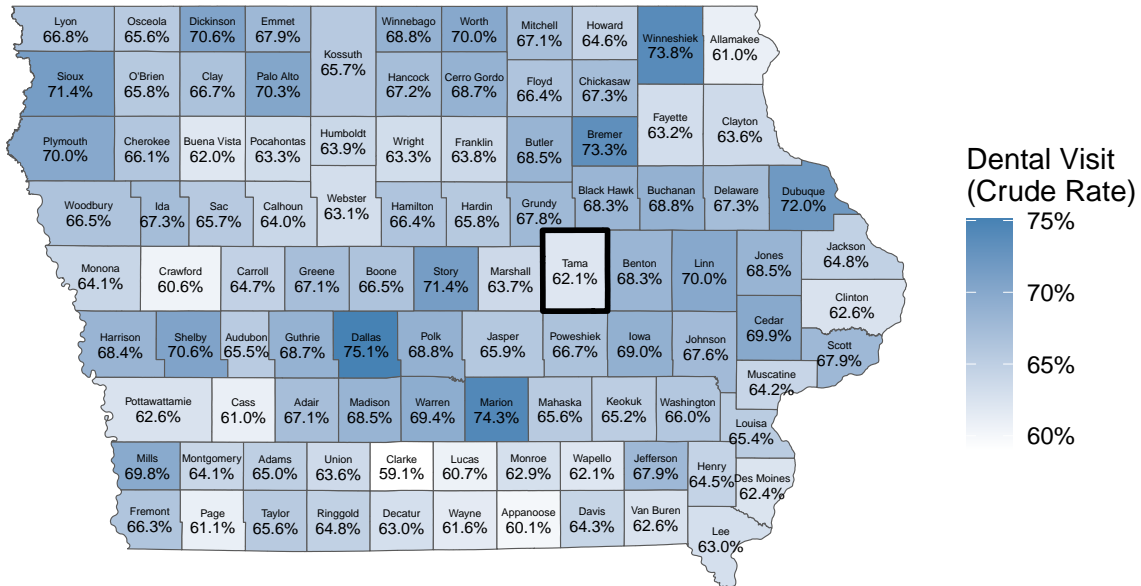 Lyon
66.8%
Osceola
65.6%
Dickinson
70.6%
Emmet
67.9%
Kossuth
65.7%
Winnebago
68.8%
Worth
70.0%
Mitchell
67.1%
Howard
64.6%
Winneshiek
73.8%
Allamakee
61.0%
Sioux
71.4%
O'Brien
65.8%
Clay
66.7%
Palo Alto
70.3%
Hancock
67.2%
Cerro Gordo
68.7%
Floyd
66.4%
Chickasaw
67.3%
Fayette
63.2%
Clayton
63.6%
Plymouth
70.0%
Cherokee
66.1%
Buena Vista
62.0%
Pocahontas
63.3%
Humboldt
63.9%
Wright
63.3%
Franklin
63.8%
Butler
68.5%
Bremer
73.3%
Woodbury
66.5%
Ida
67.3%
Sac
65.7%
Calhoun
64.0%
Webster
63.1%
Hamilton
66.4%
Hardin
65.8%
Grundy
67.8%
Black Hawk
68.3%
Buchanan
68.8%
Delaware
67.3%
Dubuque
72.0%
Monona
64.1%
Crawford
60.6%
Carroll
64.7%
Greene
67.1%
Boone
66.5%
Story
71.4%
Marshall
63.7%
Tama
62.1%
Benton
68.3%
Linn
70.0%
Jones
68.5%
Jackson
64.8%
Clinton
62.6%
Harrison
68.4%
Shelby
70.6%
Audubon
65.5%
Guthrie
68.7%
Dallas
75.1%
Polk
68.8%
Jasper
65.9%
Poweshiek
66.7%
Iowa
69.0%
Johnson
67.6%
Cedar
69.9%
Scott
67.9%
Muscatine
64.2%
Pottawattamie
62.6%
Cass
61.0%
Adair
67.1%
Madison
68.5%
Warren
69.4%
Marion
74.3%
Mahaska
65.6%
Keokuk
65.2%
Washington
66.0%
Louisa
65.4%
Mills
69.8%
Montgomery
64.1%
Adams
65.0%
Union
63.6%
Clarke
59.1%
Lucas
60.7%
Monroe
62.9%
Wapello
62.1%
Jefferson
67.9%
Henry
64.5%
Des Moines
62.4%
Fremont
66.3%
Page
61.1%
Taylor
65.6%
Ringgold
64.8%
Decatur
63.0%
Wayne
61.6%
Appanoose
60.1%
Davis
64.3%
Van Buren
62.6%
Lee
63.0%
Dental Visit
(Crude Rate)
75%
70%
65%
60%